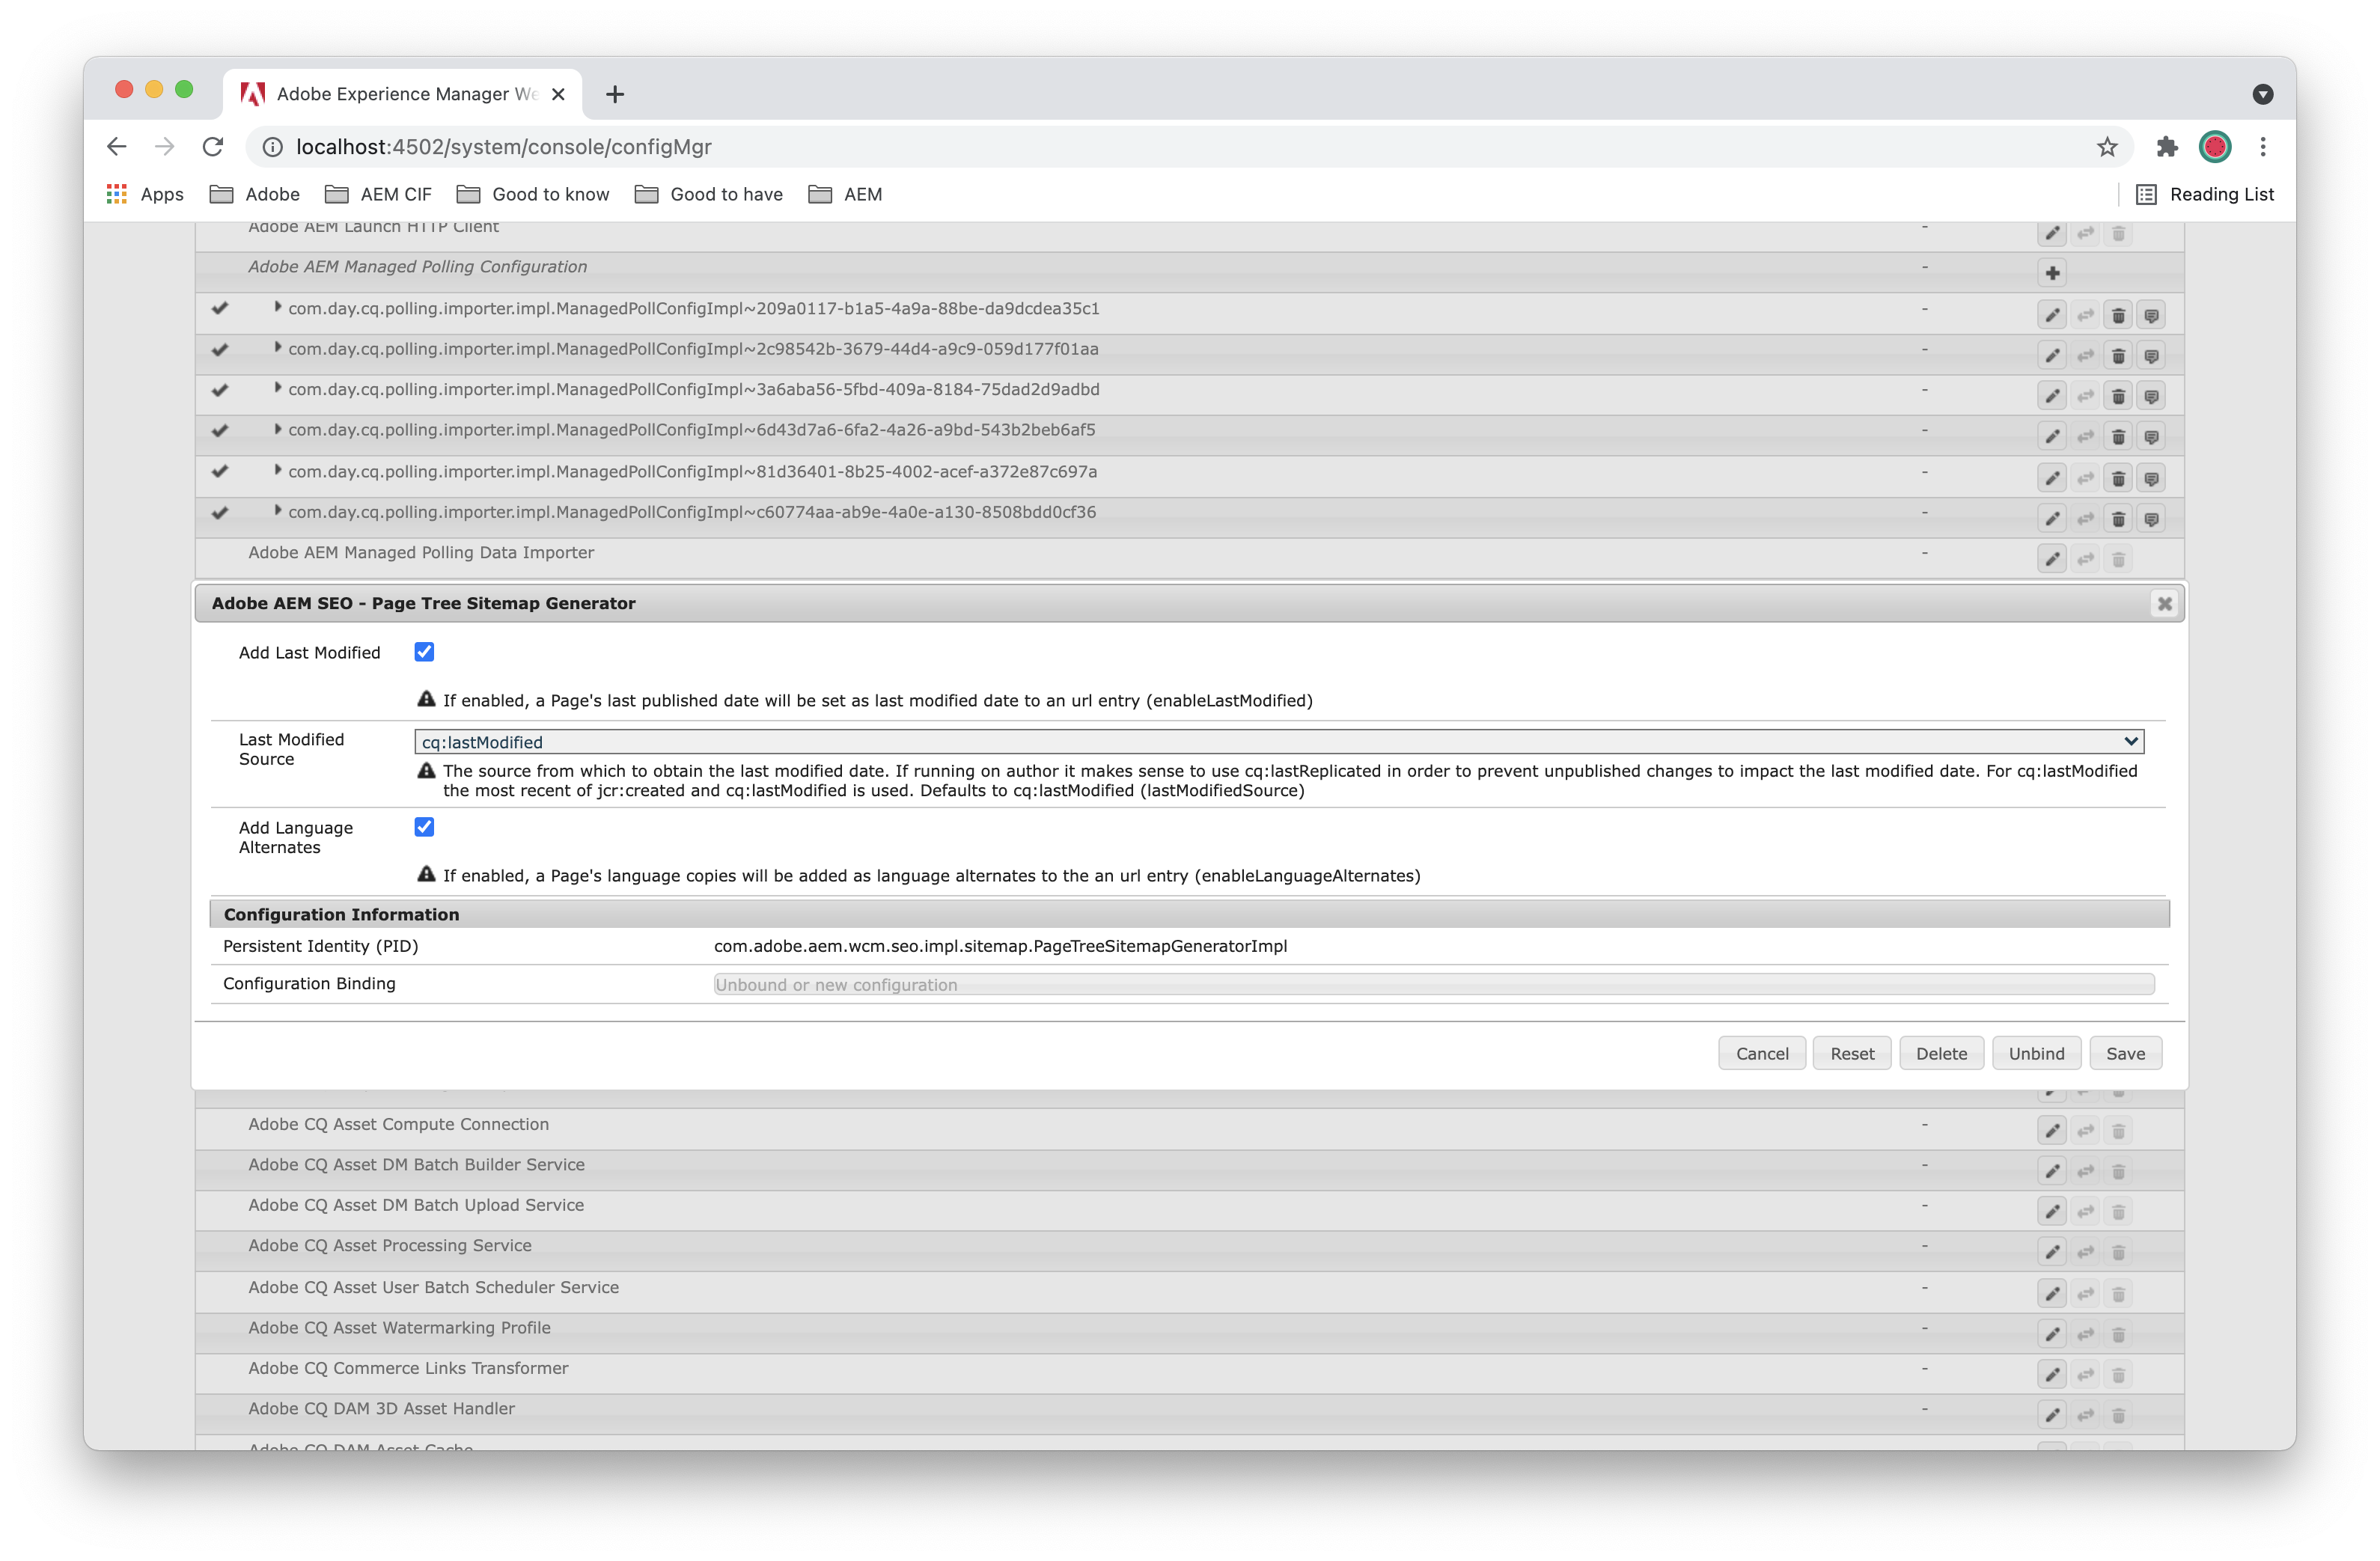 Adobe Experience Manager We
localhost:4502/system/console/configMgr
Apps Adobe AEM CIF Good to know Good to have AEM Reading List
Adobe AEM Launch HTTP Client -
Adobe AEM Managed Polling Configuration -
com.day.cq.polling.importer.impl.ManagedPollConfigImpl~209a0117-b1a5-4a9a-88be-da9dcdea35c1 -
com.day.cq.polling.importer.impl.ManagedPollConfigImpl~2c98542b-3679-44d4-a9c9-059d177f01aa -
com.day.cq.polling.importer.impl.ManagedPollConfigImpl~3a6aba56-5fbd-409a-8184-75dad2d9adbd -
com.day.cq.polling.importer.impl.ManagedPollConfigImpl~6d43d7a6-6fa2-4a26-a9bd-543b2beb6af5 -
com.day.cq.polling.importer.impl.ManagedPollConfigImpl~81d36401-8b25-4002-acef-a372e87c697a -
com.day.cq.polling.importer.impl.ManagedPollConfigImpl~c60774aa-ab9e-4a0e-a130-8508bdd0cf36 -
Adobe AEM Managed Polling Data Importer -
Adobe AEM SEO - Page Tree Sitemap Generator
Add Last Modified
If enabled, a Page's last published date will be set as last modified date to an url entry (enableLastModified)
Last Modified
Source
cq:lastModified
The source from which to obtain the last modified date. If running on author it makes sense to use cq:lastReplicated in order to prevent unpublished changes to impact the last modified date. For cq:lastModified
the most recent of jcr:created and cq:lastModified is used. Defaults to cq:lastModified (lastModifiedSource)
Add Language
Alternates
If enabled, a Page's language copies will be added as language alternates to the an url entry (enableLanguageAlternates)
Configuration Information
Persistent Identity (PID) com.adobe.aem.wcm.seo.impl.sitemap.PageTreeSitemapGeneratorImpl
Configuration Binding Unbound or new configuration
Cancel Reset Delete Unbind Save
Adobe CQ Asset Compute Connection -
Adobe CQ Asset DM Batch Builder Service -
Adobe CQ Asset DM Batch Upload Service -
Adobe CQ Asset Processing Service -
Adobe CQ Asset User Batch Scheduler Service -
Adobe CQ Asset Watermarking Profile -
Adobe CQ Commerce Links Transformer -
Adobe CQ DAM 3D Asset Handler -
Adobe CQ DAM Asset Cache